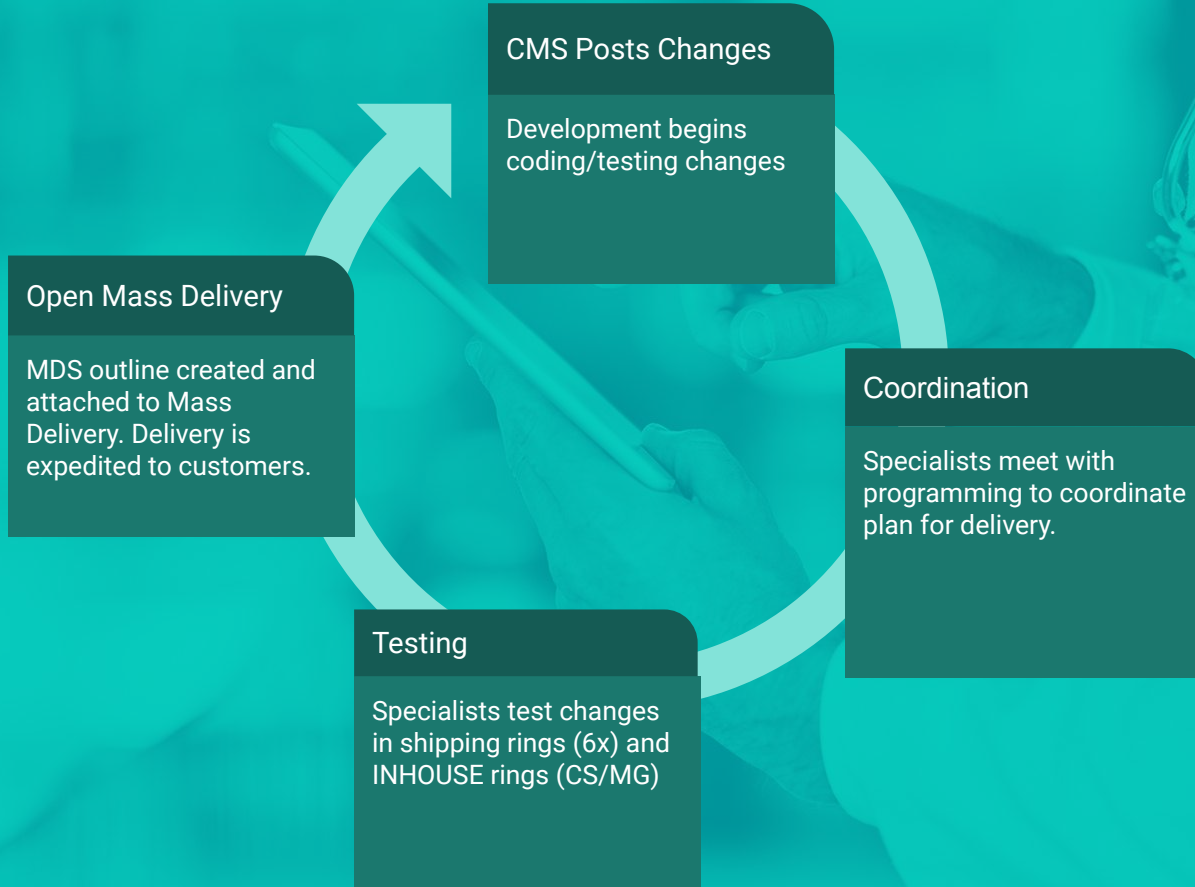 CMS Posts Changes
Development begins
coding/testing changes
Coordination
Specialists meet with
programming to coordinate
plan for delivery.
Testing
Specialists test changes
in shipping rings (6x) and
INHOUSE rings (CS/MG)
Open Mass Delivery
MDS outline created and
attached to Mass
Delivery. Delivery is
expedited to customers.